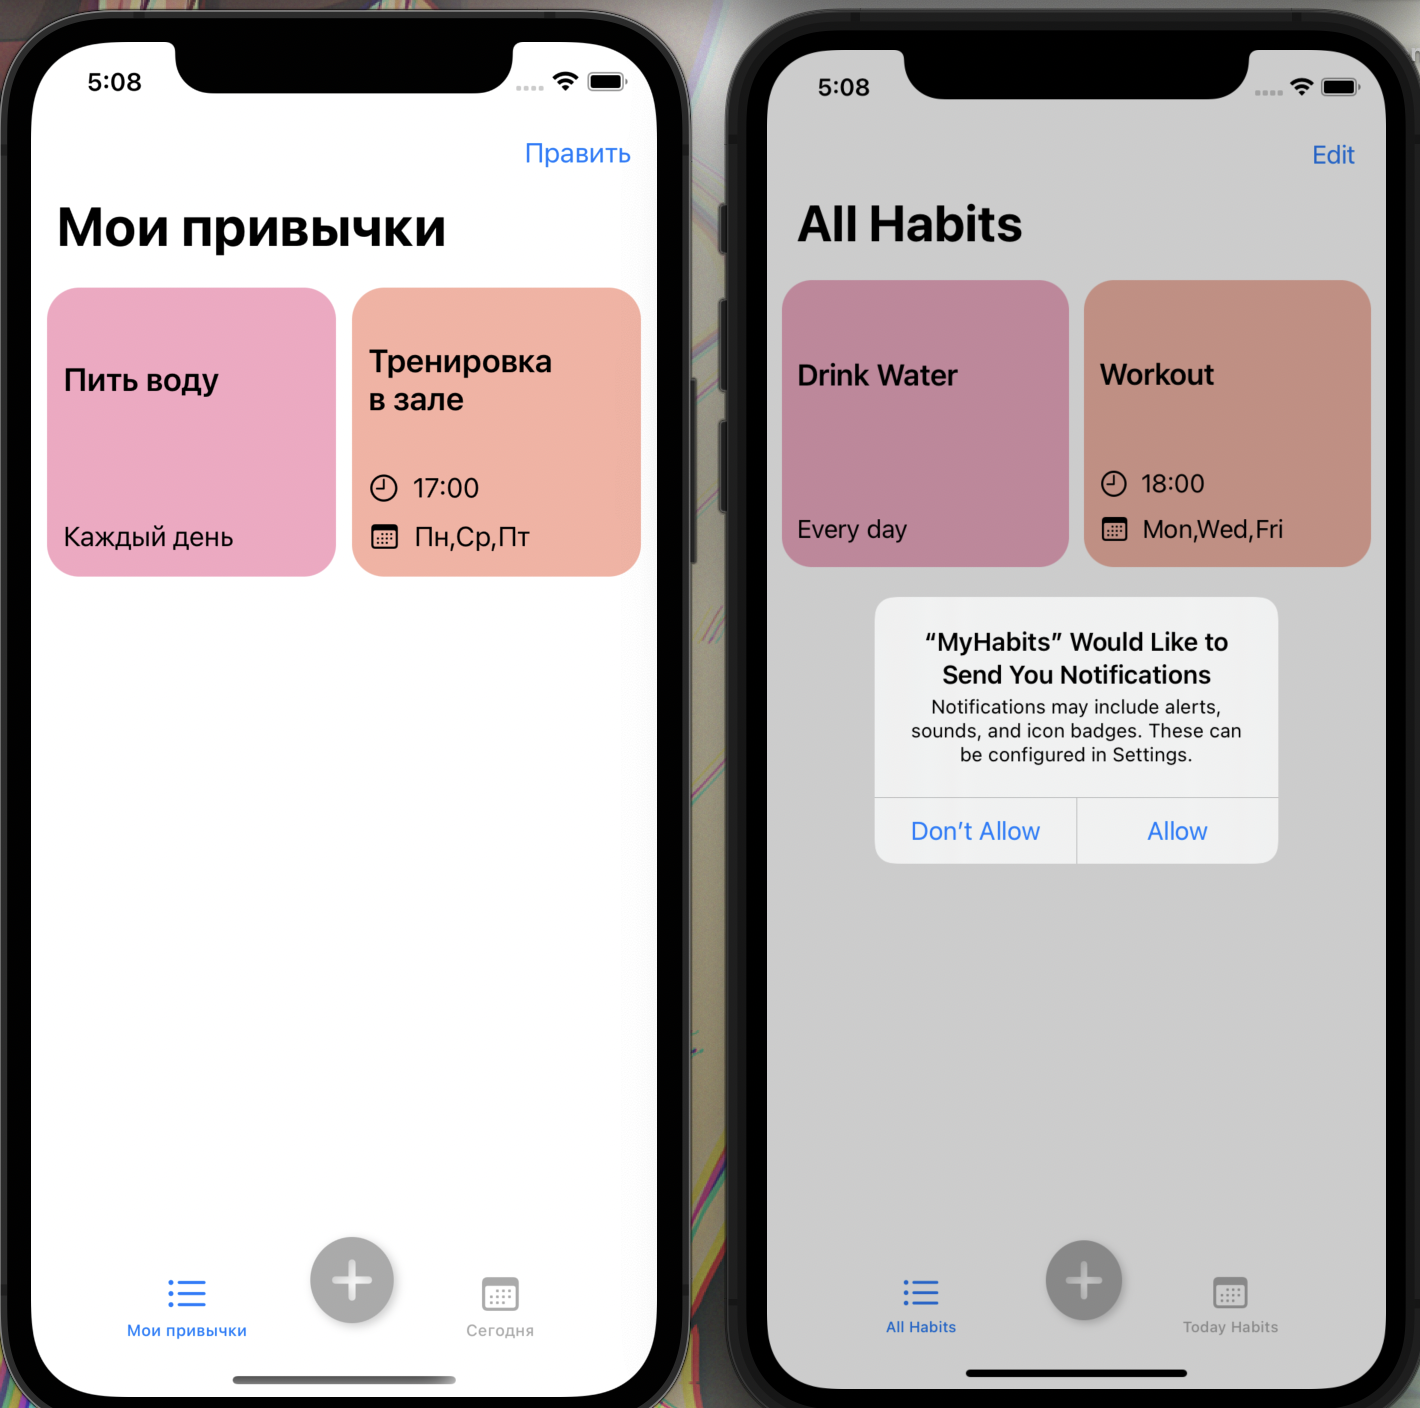 5:08
Править
Мои привычки
Пить воду
Каждый день
Тренировка
в зале
17:00
Пн,Ср,Пт
Мои привычки
Сегодня
5:08
Edit
All Habits
Drink Water
Every day
Workout
18:00
Mon,Wed,Fri
“MyHabits” Would Like to
Send You Notifications
Notifications may include alerts,
sounds, and icon badges. These can
be configured in Settings.
Don’t Allow
Allow
All Habits
Today Habits